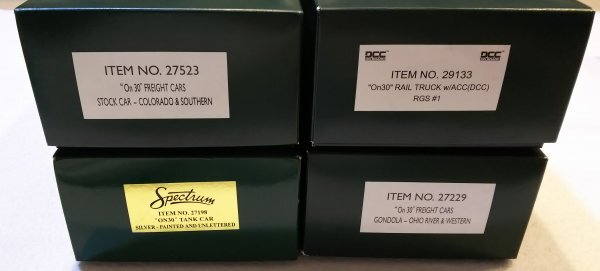 ITEM NO. 27523
"On 30" FREIGHT CARS
STOCK CAR – COLORADO & SOUTHERN
DCC DCC
ITEM NO. 29133
"On30" RAIL TRUCK w/ACC(DCC)
RGS #1
Spectrum
ITEM NO. 27198
"ON30" TANK CAR
SILVER - PAINTED AND UNLETTERED
ITEM NO. 27229
"On 30" FREIGHT CARS
GONDOLA – OHIO RIVER & WESTERN